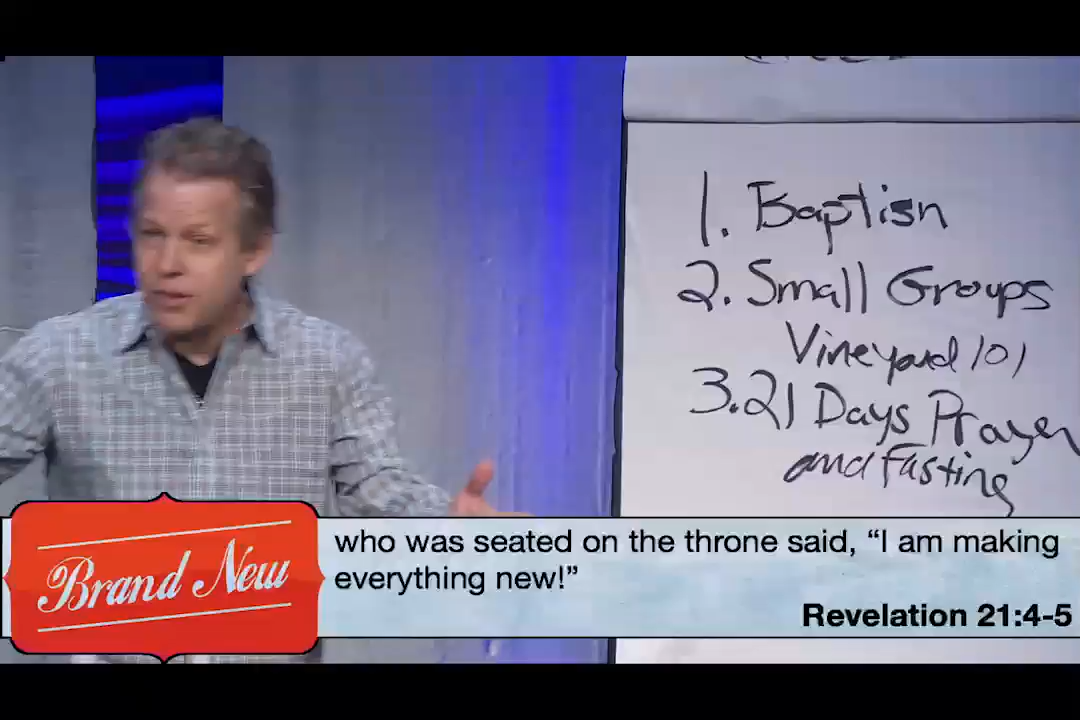 1. Baptism
2. Small Groups
Vineyard 101
3. 21 Days Prayer
and Fasting
Brand New
who was seated on the throne said, “I am making
everything new!”
Revelation 21:4-5